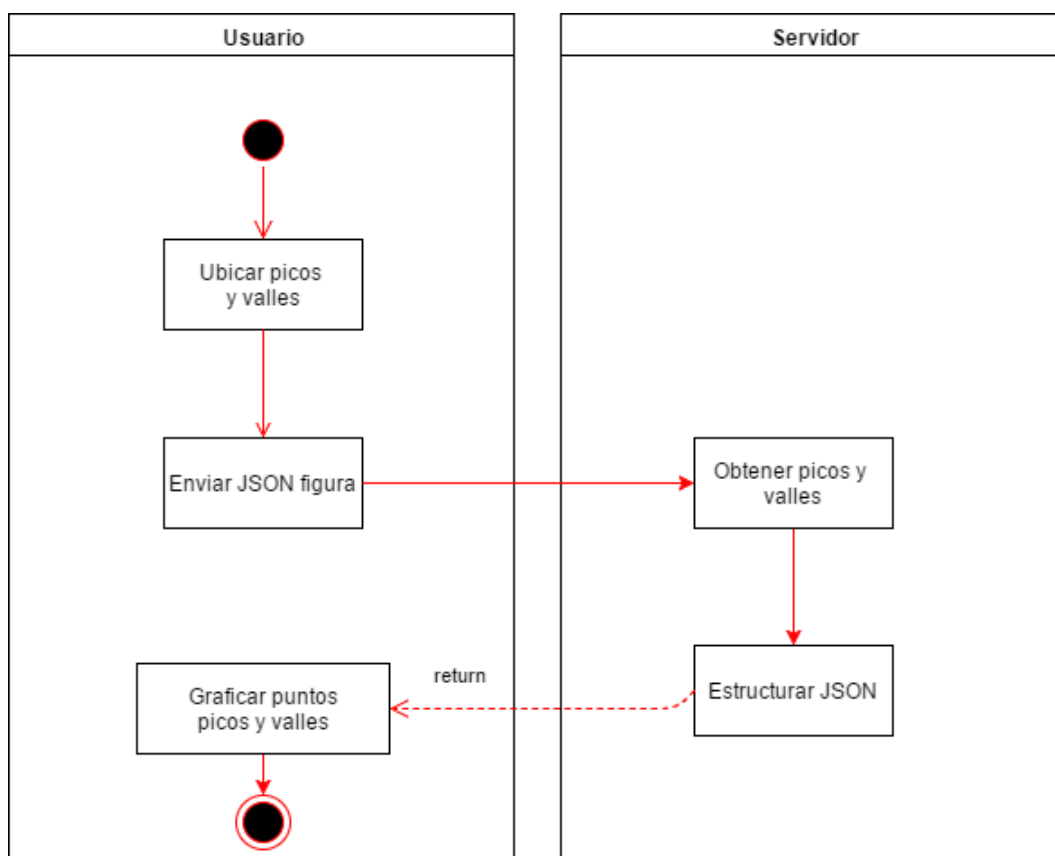 Usuario
Servidor
Ubicar picos
y valles
Enviar JSON figura
Obtener picos y
valles
return
Estructurar JSON
Graficar puntos
picos y valles